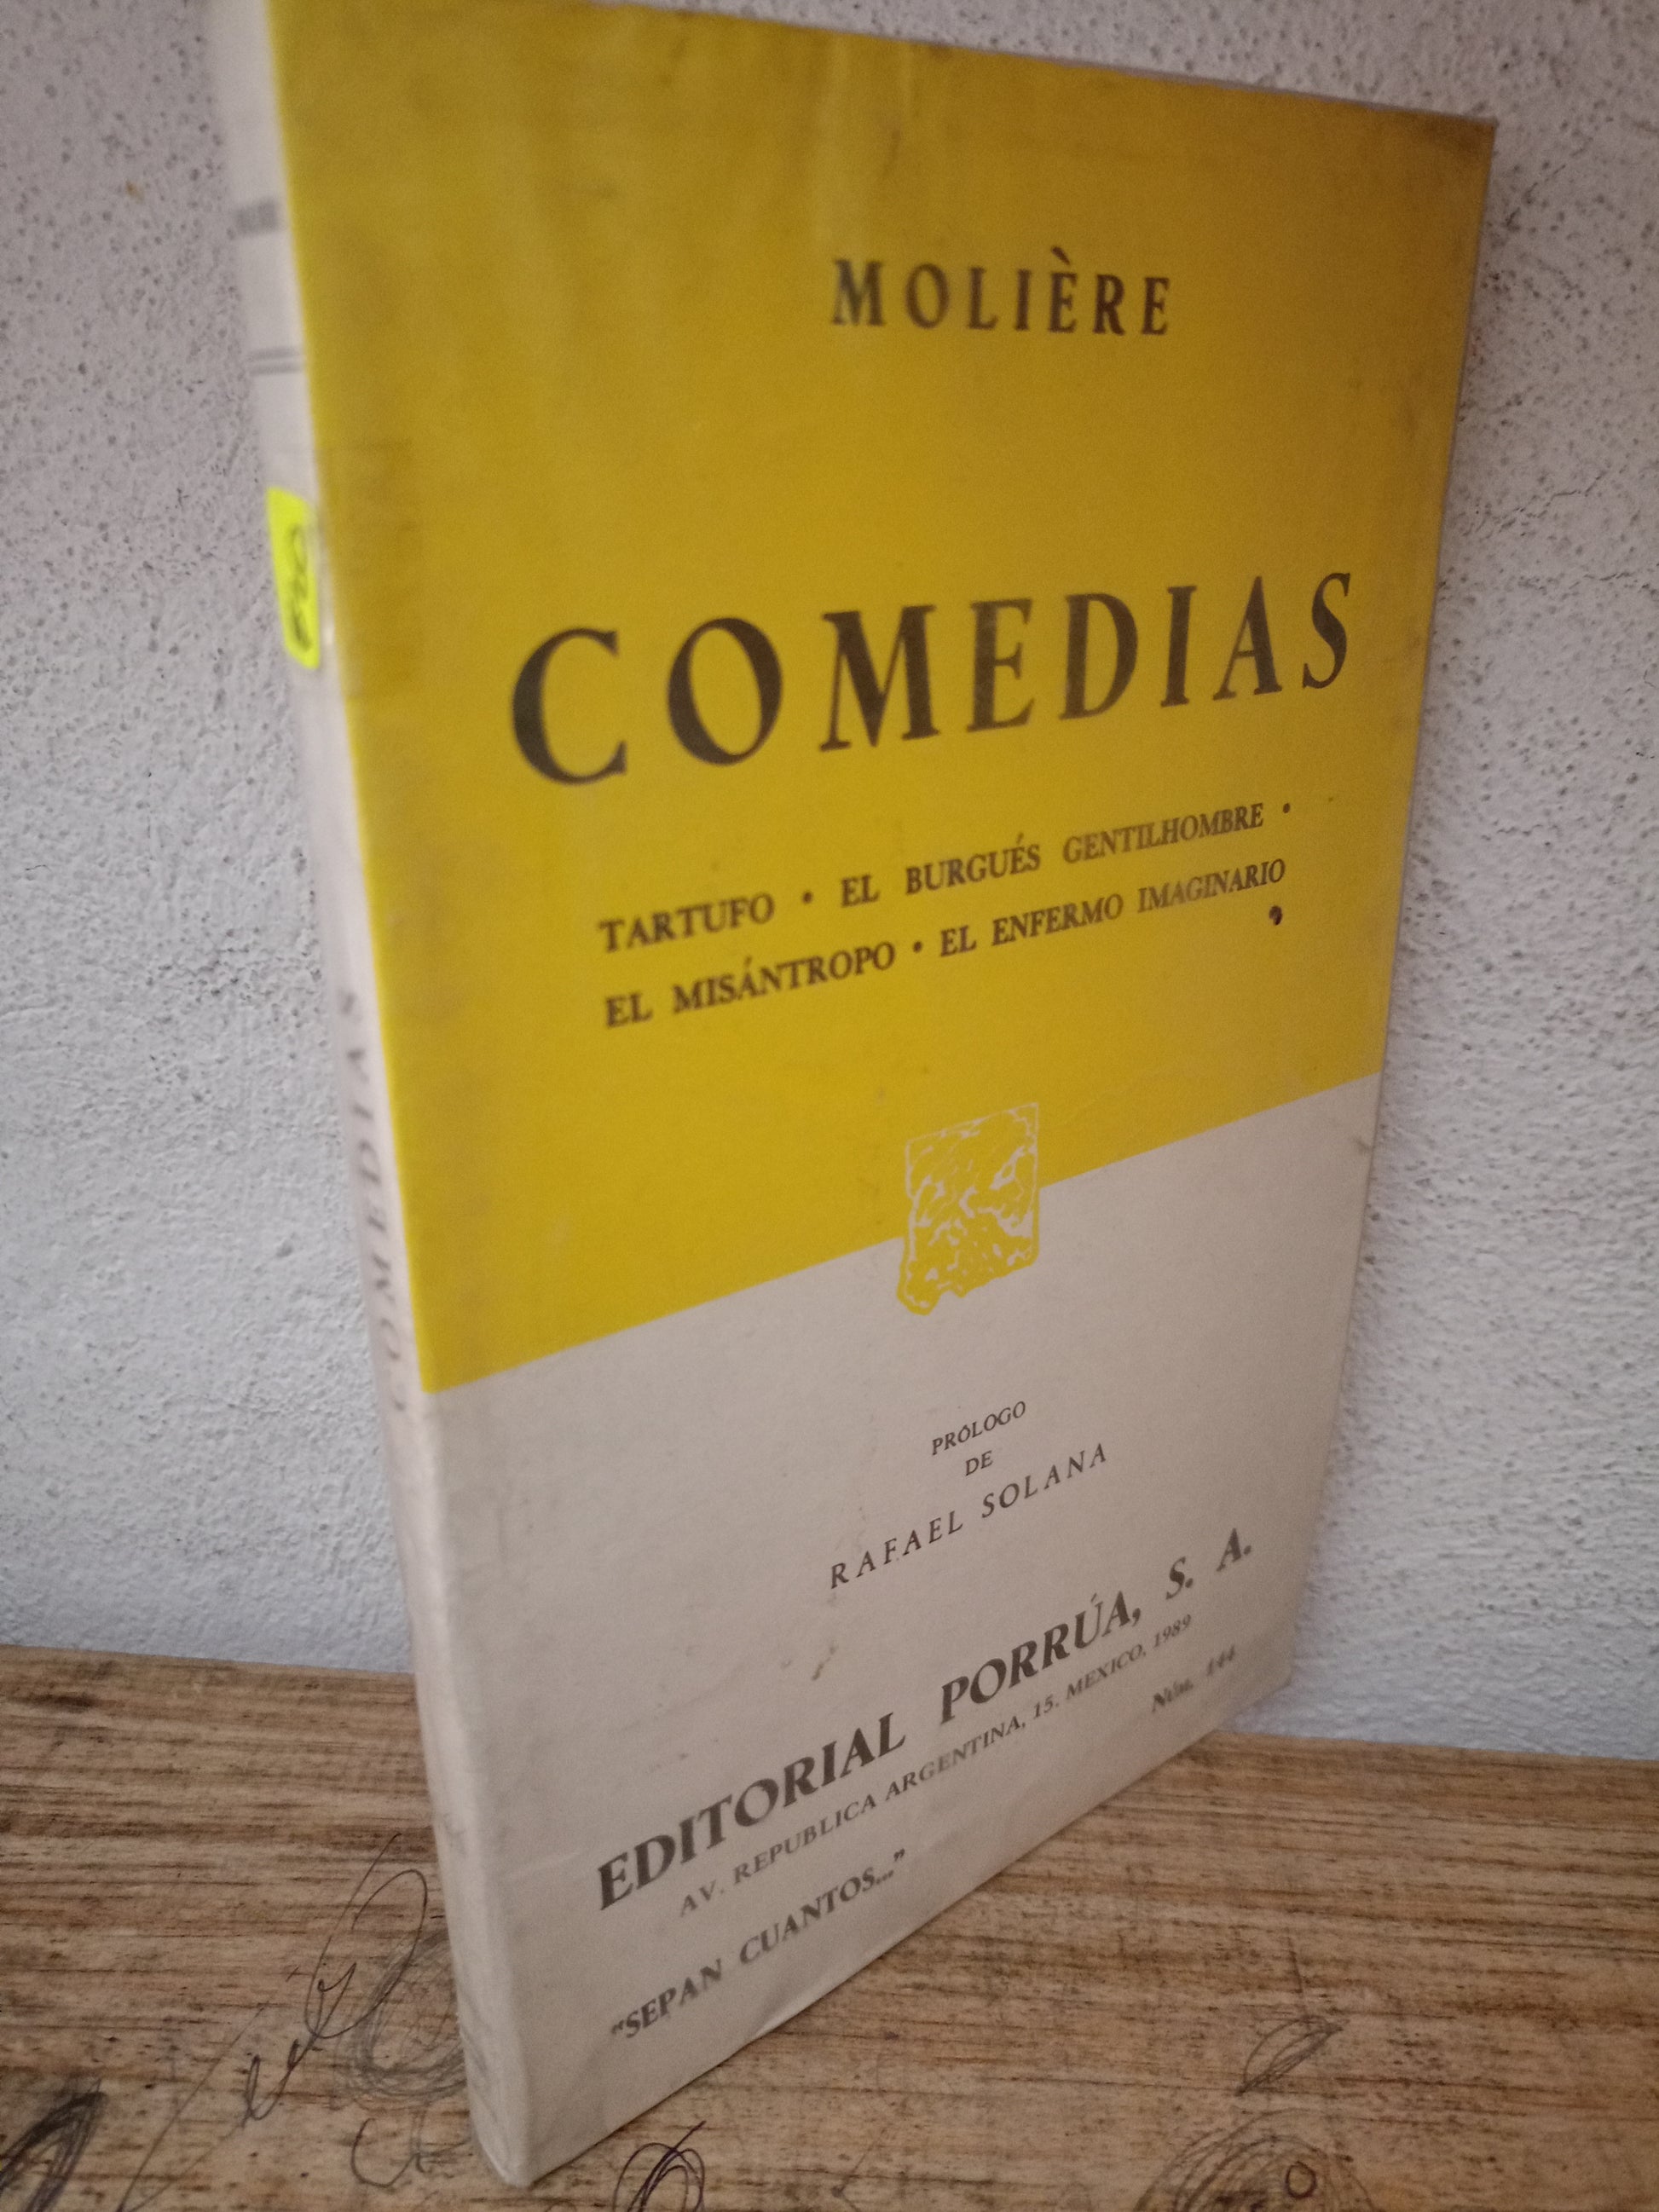 MOLIÈRE
COMEDIAS
TARTUFO • EL BURGUÉS GENTILHOMBRE •
EL MISÁNTROPO • EL ENFERMO IMAGINARIO
PRÓLOGO
DE
RAFAEL SOLANA
EDITORIAL PORRÚA, S. A.
AV. REPUBLICA ARGENTINA, 15. MEXICO, 1989
"SEPAN CUANTOS..."
Núm. 144
COMEDIAS